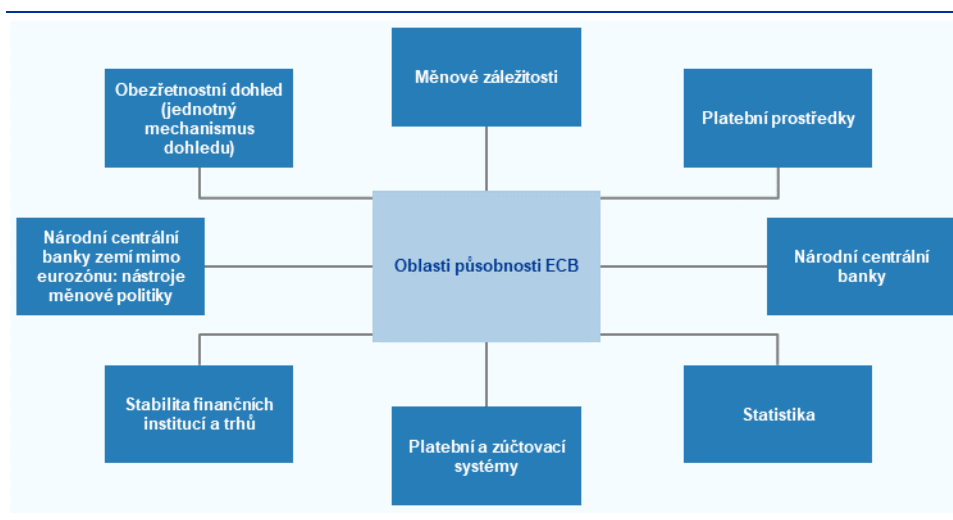 Měnové záležitosti
Obezřetnostní dohled
(jednotný
mechanismus
dohledu)
Platební prostředky
Národní centrální
banky zemí mimo
eurozónu: nástroje
měnové politiky
Oblasti působnosti ECB
Národní centrální
banky
Stabilita finančních
institucí a trhů
Platební a zúčtovací
systémy
Statistika